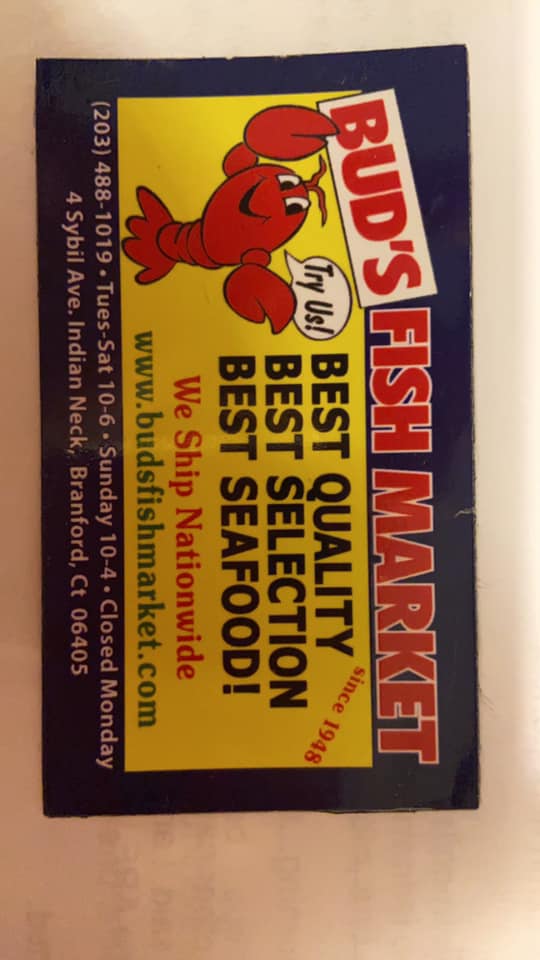 BUD'S FISH MARKET
since 1948
Try Us!
BEST QUALITY
BEST SELECTION
BEST SEAFOOD!
We Ship Nationwide
www.budsfishmarket.com
(203) 488-1019 • Tues-Sat 10-6 • Sunday 10-4 • Closed Monday
4 Sybil Ave. Indian Neck, Branford, Ct 06405